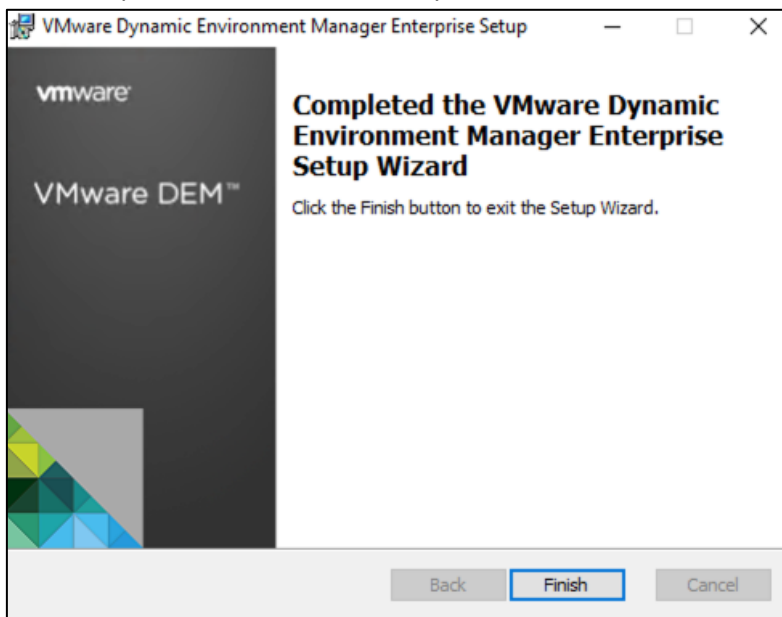 VMware Dynamic Environment Manager Enterprise Setup
vmware
VMware DEM™
Completed the VMware Dynamic
Environment Manager Enterprise
Setup Wizard
Click the Finish button to exit the Setup Wizard.
Back Finish Cancel